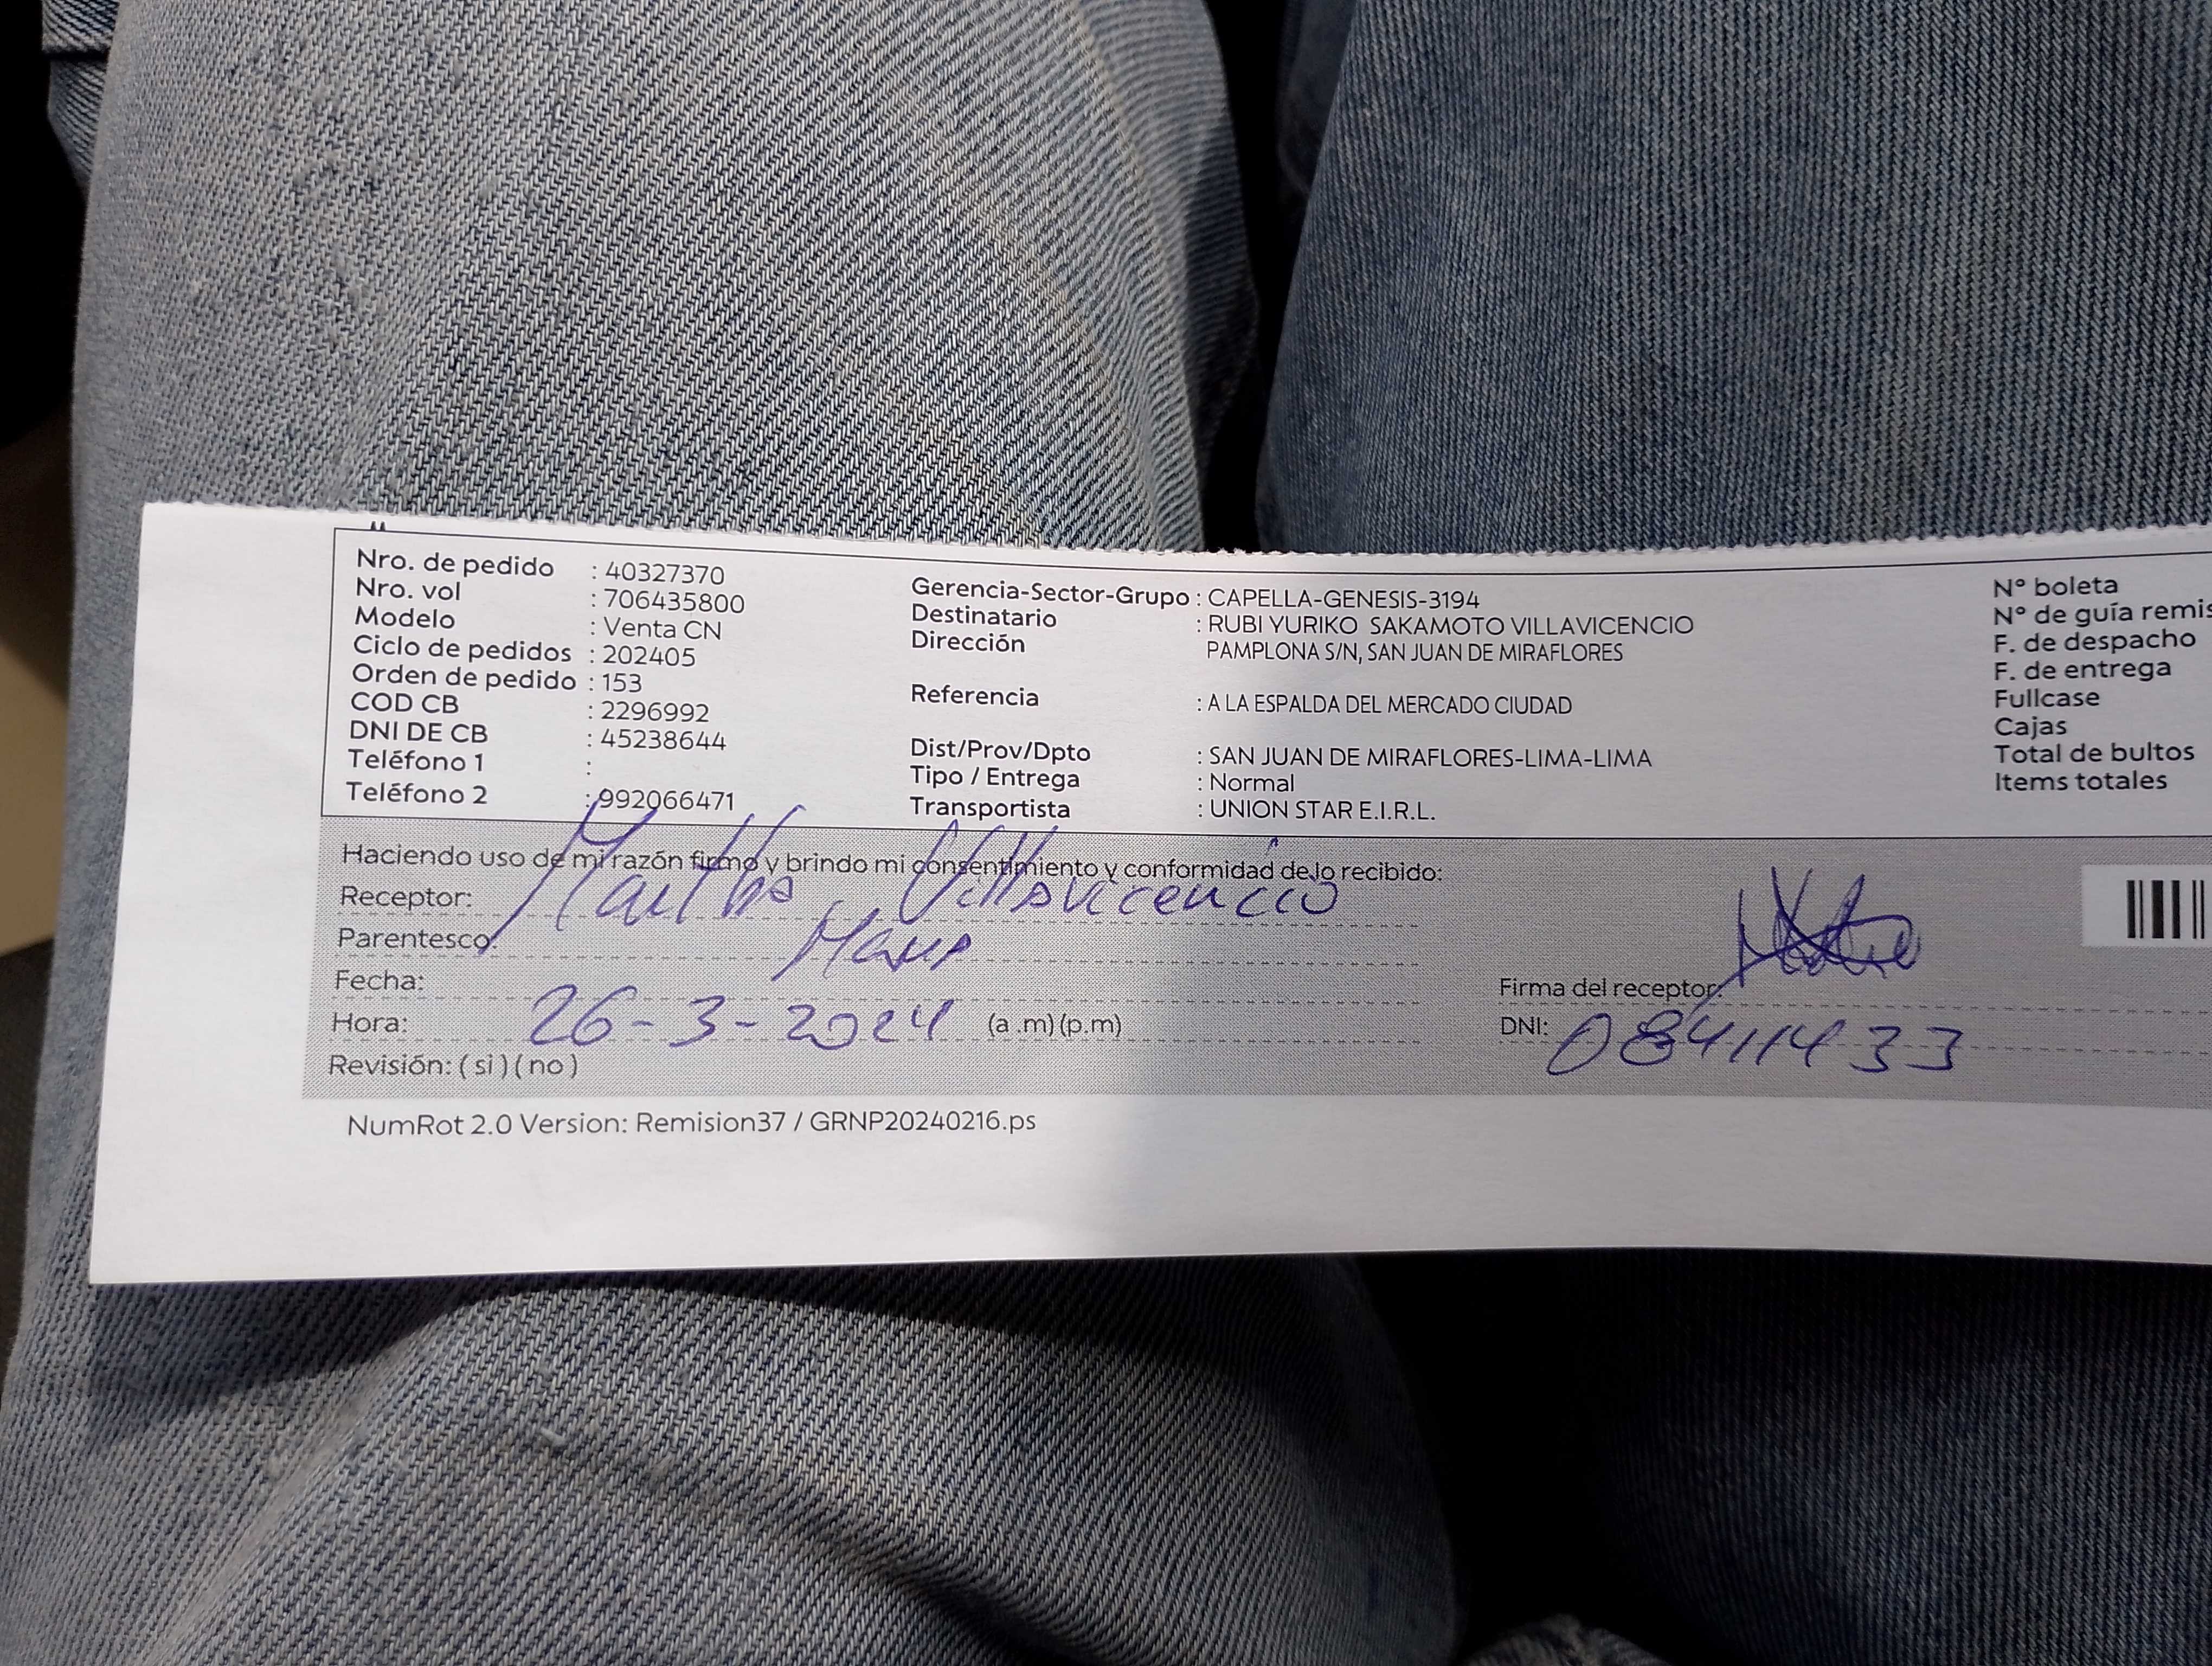 Nro. de pedido : 40327370
Nro. vol : 706435800
Modelo : Venta CN
Ciclo de pedidos : 202405
Orden de pedido : 153
COD CB : 2296992
DNI DE CB : 45238644
Teléfono 1 :
Teléfono 2 : 992066471
Gerencia-Sector-Grupo : CAPELLA-GENESIS-3194
Destinatario : RUBI YURIKO SAKAMOTO VILLAVICENCIO
Dirección PAMPLONA S/N, SAN JUAN DE MIRAFLORES
Referencia : A LA ESPALDA DEL MERCADO CIUDAD
Dist/Prov/Dpto : SAN JUAN DE MIRAFLORES-LIMA-LIMA
Tipo / Entrega : Normal
Transportista : UNION STAR E.I.R.L.
N° boleta
N° de guía remis
F. de despacho
F. de entrega
Fullcase
Cajas
Total de bultos
Items totales
Haciendo uso de mi razón firmo y brindo mi consentimiento y conformidad de lo recibido:
Receptor: Martha Villavicencio
Parentesco:
Fecha:
Hora: 26-3-2024 (a .m)(p.m)
Revisión: ( si ) ( no )
Firma del receptor:
DNI: 08411433
NumRot 2.0 Version: Remision37 / GRNP20240216.ps